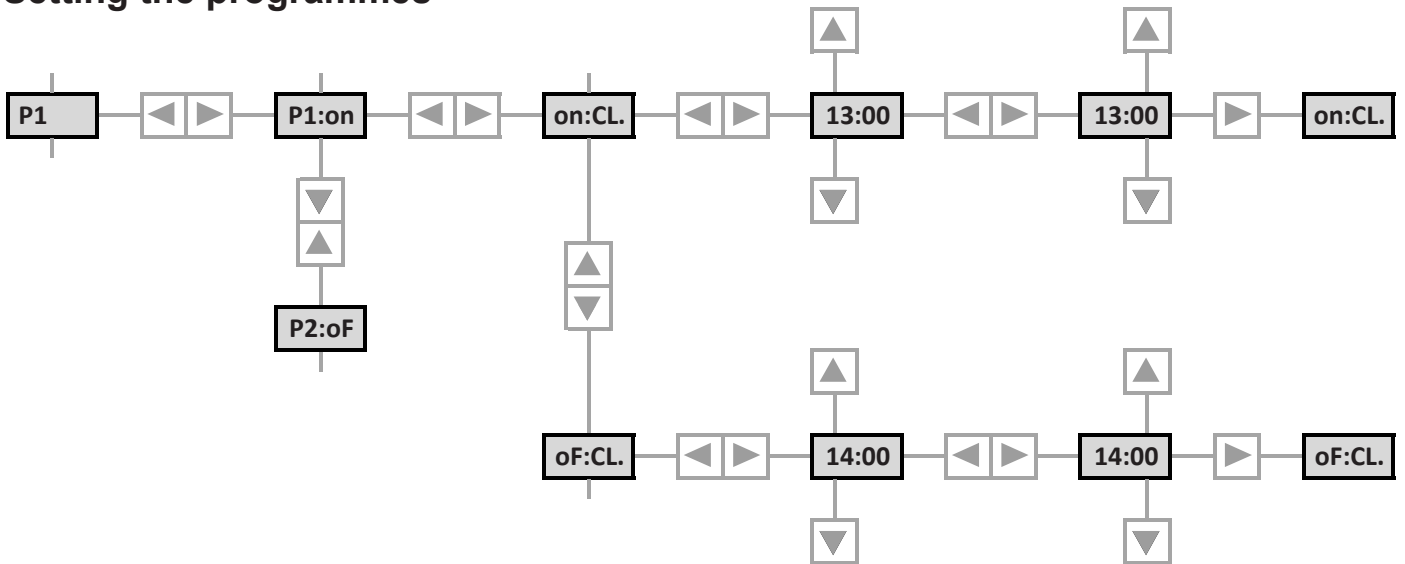 Setting the programmes
P1 P1:on on:CL. 13:00 13:00 on:CL.
P2:oF
oF:CL. 14:00 14:00 oF:CL.